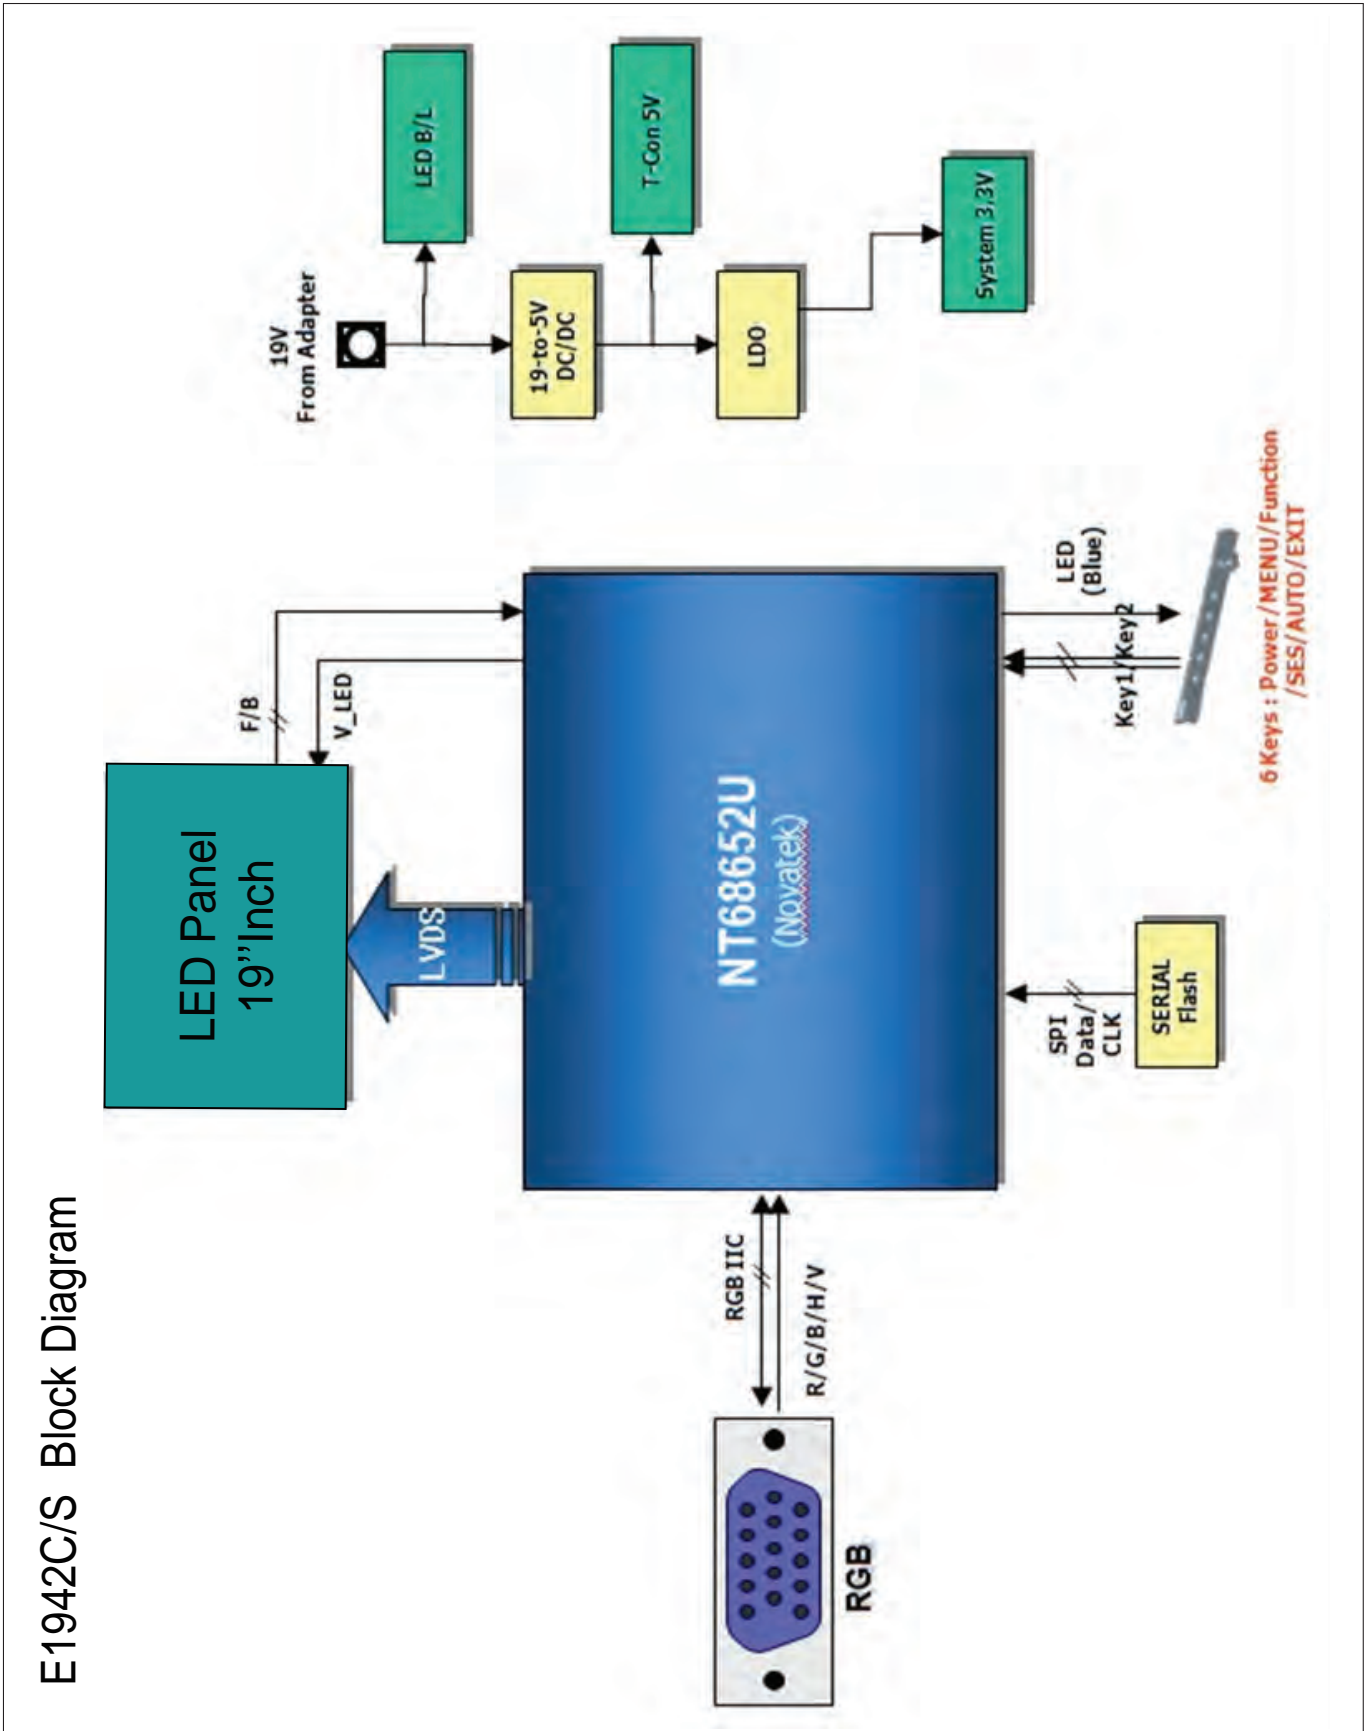 E1942C/S Block Diagram
LED Panel
19”Inch
F/B
V_LED
LVDS
NT68652U
(Novatek)
RGB IIC
R/G/B/H/V
RGB
SPI
Data/
CLK
SERIAL
Flash
LED
(Blue)
Key1/Key2
6 Keys : Power/MENU/Function
/SES/AUTO/EXIT
19V
From Adapter
LED B/L
19-to-5V
DC/DC
T-Con 5V
LDO
System 3.3V